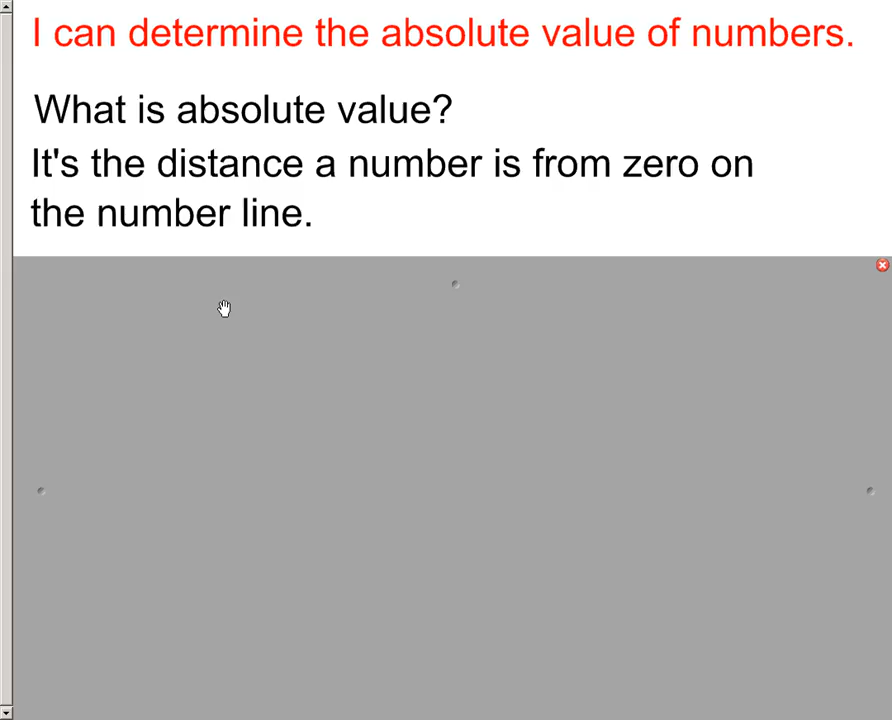 I can determine the absolute value of numbers.
What is absolute value?
It's the distance a number is from zero on
the number line.